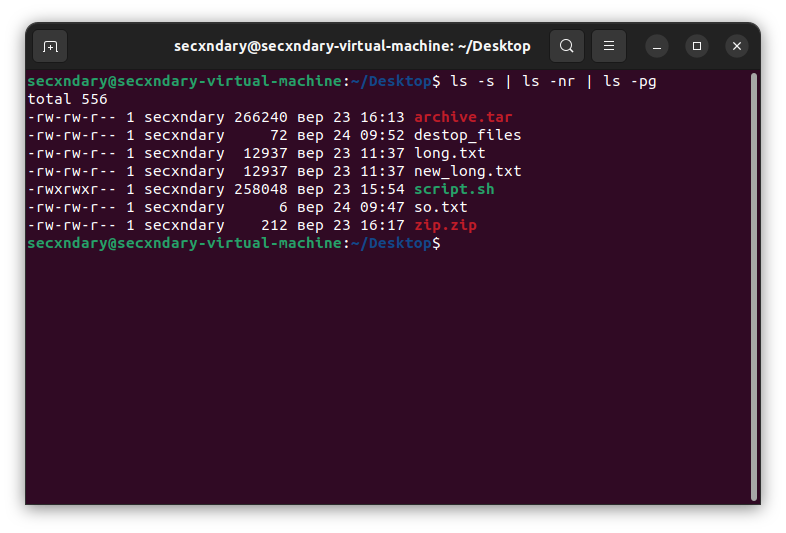 secxndary@secxndary-virtual-machine: ~/Desktop
secxndary@secxndary-virtual-machine:~/Desktop$ ls -s | ls -nr | ls -pg
total 556
-rw-rw-r-- 1 secxndary 266240 вер 23 16:13 archive.tar
-rw-rw-r-- 1 secxndary     72 вер 24 09:52 destop_files
-rw-rw-r-- 1 secxndary  12937 вер 23 11:37 long.txt
-rw-rw-r-- 1 secxndary  12937 вер 23 11:37 new_long.txt
-rwxrwxr-- 1 secxndary 258048 вер 23 15:54 script.sh
-rw-rw-r-- 1 secxndary      6 вер 24 09:47 so.txt
-rw-rw-r-- 1 secxndary    212 вер 23 16:17 zip.zip
secxndary@secxndary-virtual-machine:~/Desktop$